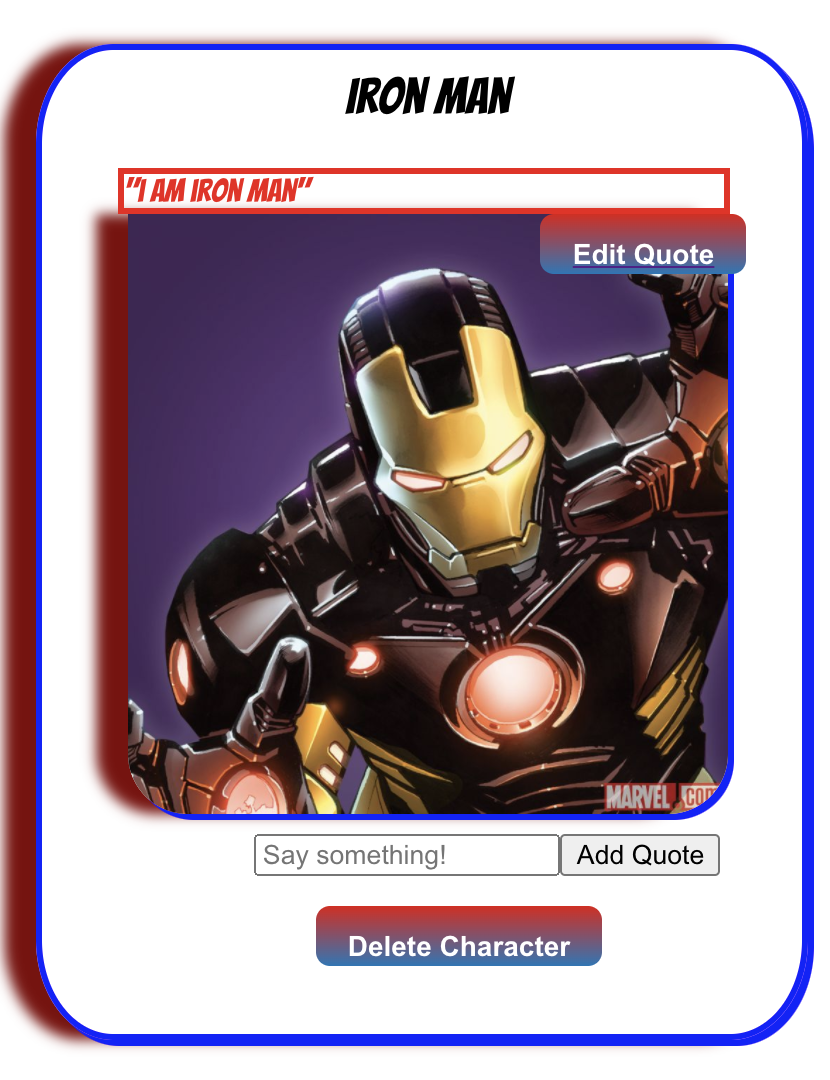 IRON MAN
"I AM IRON MAN"
Edit Quote
MARVEL.COM
Say something! Add Quote
Delete Character